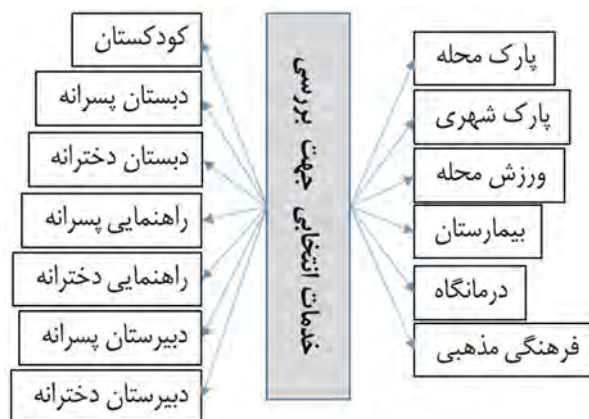 خدمات انتخابی جهت بررسی
پارک محله
پارک شهری
ورزش محله
بیمارستان
درمانگاه
فرهنگی مذهبی
کودکستان
دبستان پسرانه
دبستان دخترانه
راهنمایی پسرانه
راهنمایی دخترانه
دبیرستان پسرانه
دبیرستان دخترانه